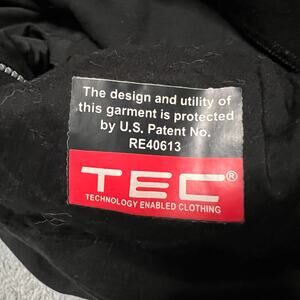 The design and utility of
this garment is protected
by U.S. Patent No.
RE40613
TEC®
TECHNOLOGY ENABLED CLOTHING